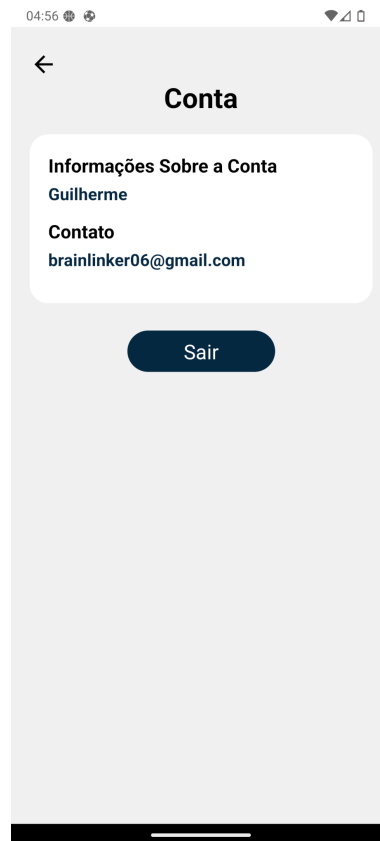 04:56
Conta
Informações Sobre a Conta
Guilherme
Contato
brainlinker06@gmail.com
Sair